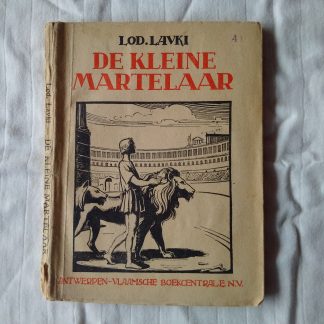 LOD. LAVKI
4
DE KLEINE
MARTELAAR
ANTWERPEN-VLAAMSCHE BOEKCENTRALE N.V.
LOD. LAVKI — DE KLEINE MARTELAAR